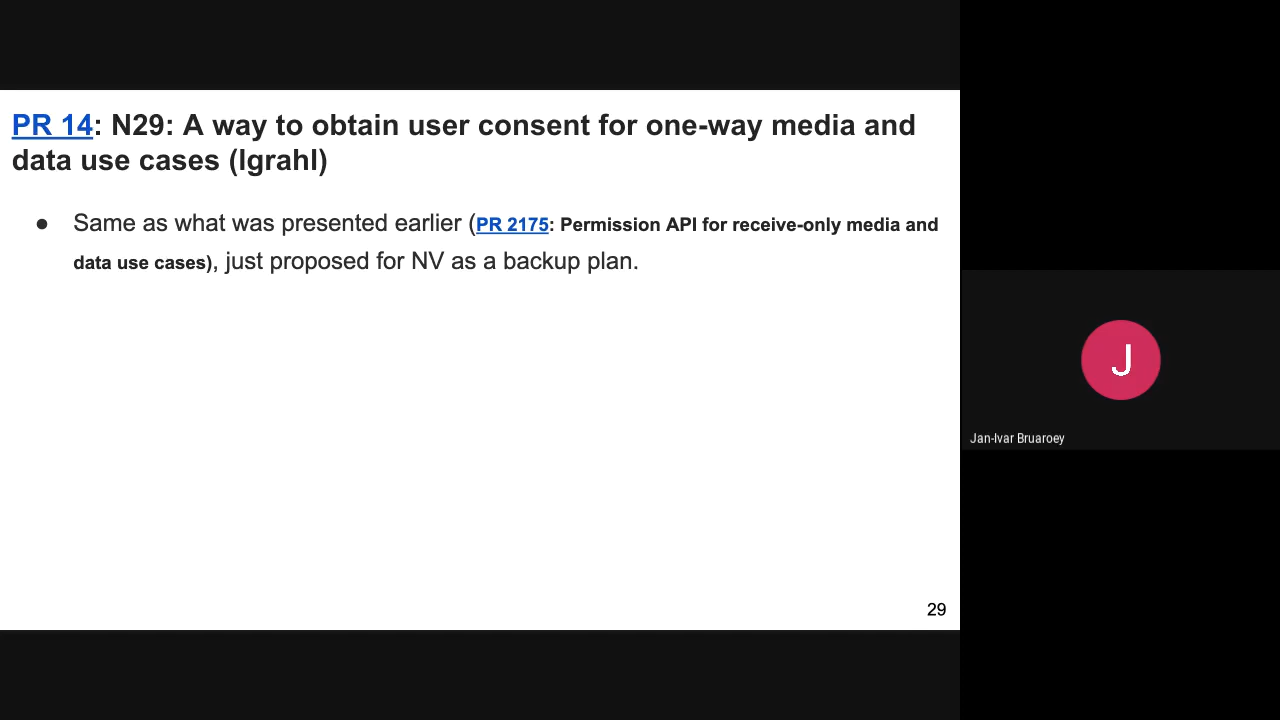 PR 14: N29: A way to obtain user consent for one-way media and
data use cases (lgrahl)
● Same as what was presented earlier (PR 2175: Permission API for receive-only media and
data use cases), just proposed for NV as a backup plan.
J
Jan-Ivar Bruaroey
29